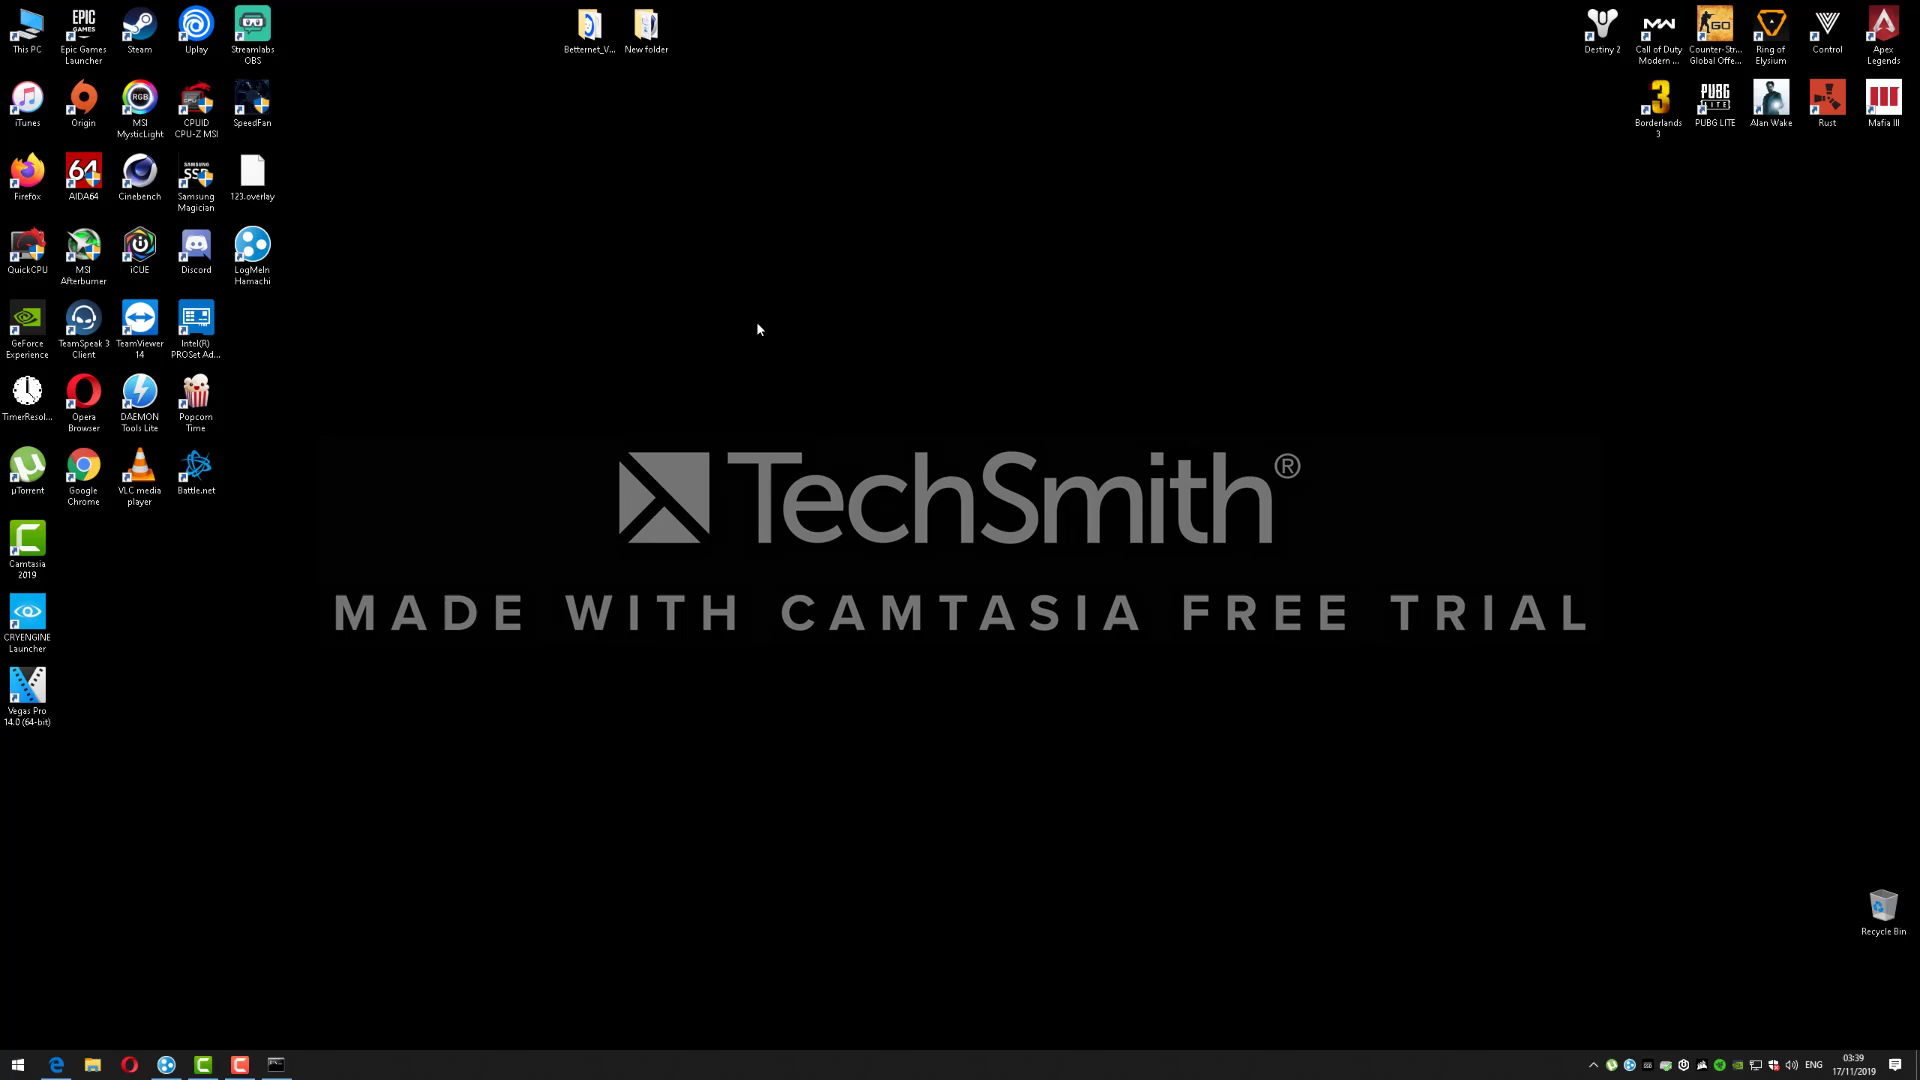 This PC
Epic Games
Launcher
Steam
Uplay
Streamlabs
OBS
Betternet_V...
New folder
Destiny 2
Call of Duty
Modern ...
Counter-Str...
Global Offe...
Ring of
Elysium
Control
Apex
Legends
iTunes
Origin
MSI
MysticLight
CPUID
CPU-Z MSI
SpeedFan
Borderlands
3
PUBG LITE
Alan Wake
Rust
Mafia III
Firefox
AIDA64
Cinebench
Samsung
Magician
123.overlay
QuickCPU
MSI
Afterburner
iCUE
Discord
LogMeIn
Hamachi
GeForce
Experience
TeamSpeak 3
Client
TeamViewer
14
Intel(R)
PROSet Ad...
TimerResol...
Opera
Browser
DAEMON
Tools Lite
Popcorn
Time
µTorrent
Google
Chrome
VLC media
player
Battle.net
TechSmith®
MADE WITH CAMTASIA FREE TRIAL
Camtasia
2019
CRYENGINE
Launcher
Vegas Pro
14.0 (64-bit)
Recycle Bin
ENG
03:39
17/11/2019